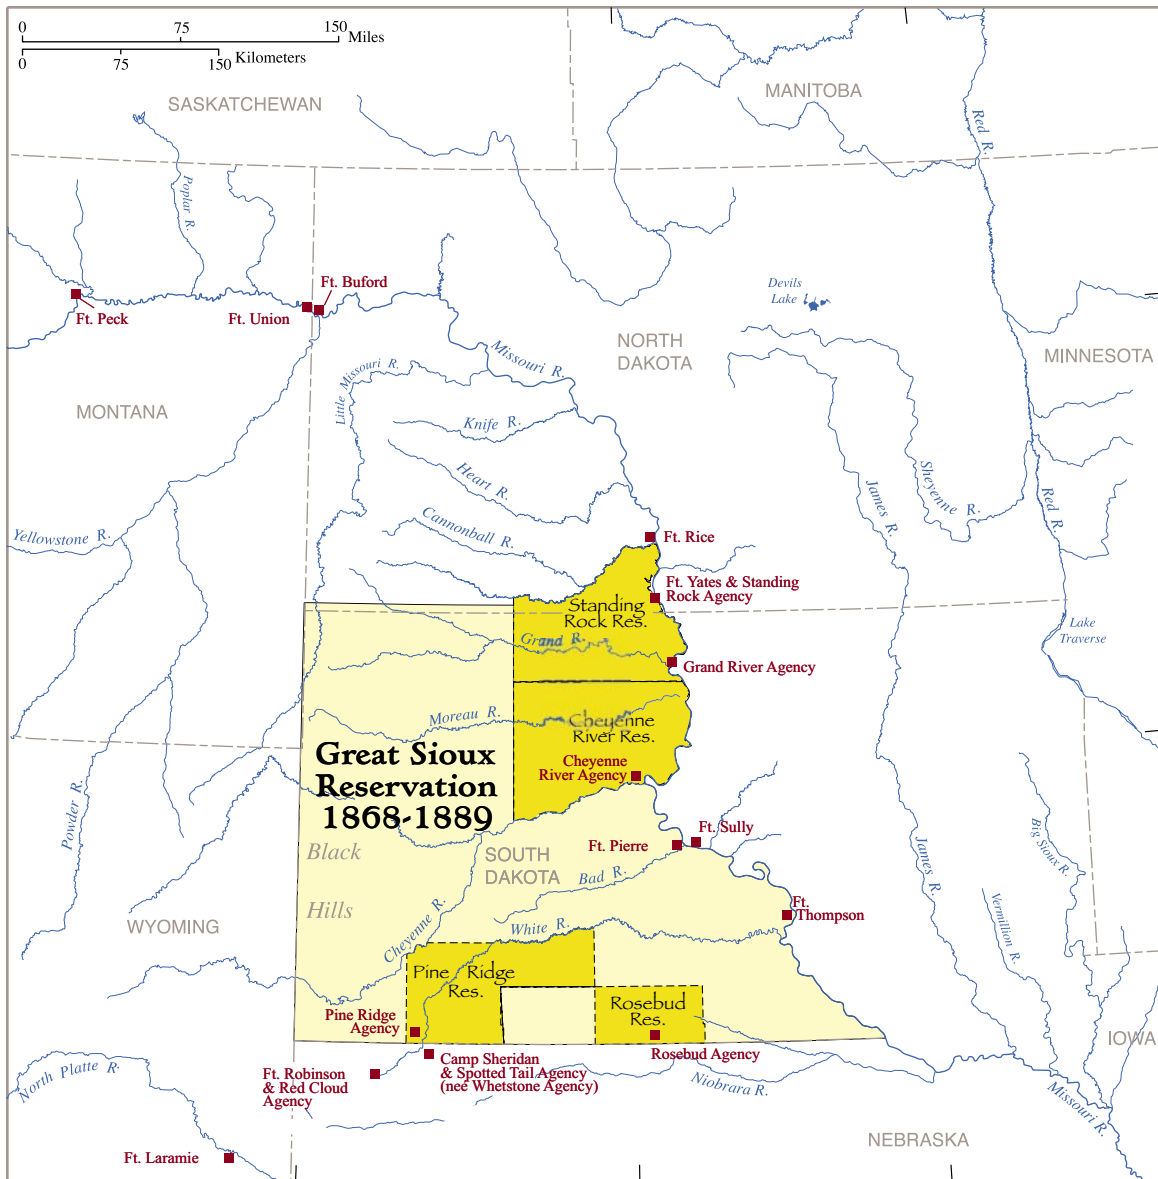 0 75 150 Miles
0 75 150 Kilometers
SASKATCHEWAN
MANITOBA
Red R.
Poplar R.
Ft. Buford
Ft. Peck
Ft. Union
Devils
Lake
NORTH
DAKOTA
MINNESOTA
Missouri R.
Little Missouri R.
MONTANA
Knife R.
Heart R.
Sheyenne R.
James R.
Red R.
Cannonball R.
Yellowstone R.
Ft. Rice
Ft. Yates & Standing
Rock Agency
Standing
Rock Res.
Grand R.
Lake
Traverse
Grand River Agency
Moreau R.
Cheyenne
River Res.
Great Sioux
Reservation
1868-1889
Cheyenne
River Agency
Powder R.
Ft. Sully
Ft. Pierre
Big Sioux R.
James R.
Black
Hills
SOUTH
DAKOTA
Bad R.
Ft.
Thompson
WYOMING
Cheyenne R.
White R.
Vermillion R.
Pine Ridge
Res.
Rosebud
Res.
Pine Ridge
Agency
IOWA
Rosebud Agency
Camp Sheridan
& Spotted Tail Agency
(neé Whetstone Agency)
Ft. Robinson
& Red Cloud
Agency
North Platte R.
Niobrara R.
Missouri R.
NEBRASKA
Ft. Laramie